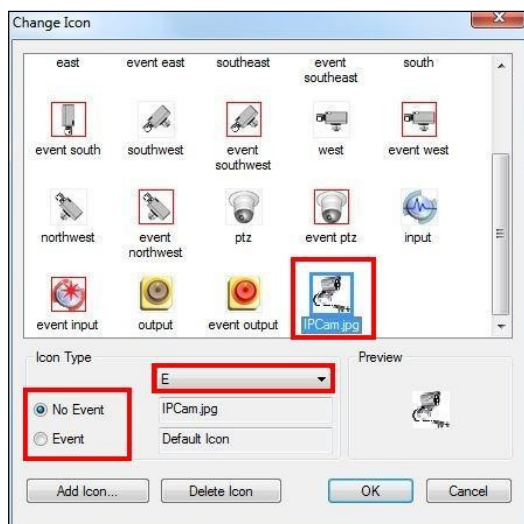 Change Icon
east event east southeast event south
southeast
event south southwest event west event west
southwest
northwest event ptz event ptz input
northwest
event input output event output IPCam.jpg
Icon Type Preview
E
No Event IPCam.jpg
Event Default Icon
Add Icon... Delete Icon OK Cancel